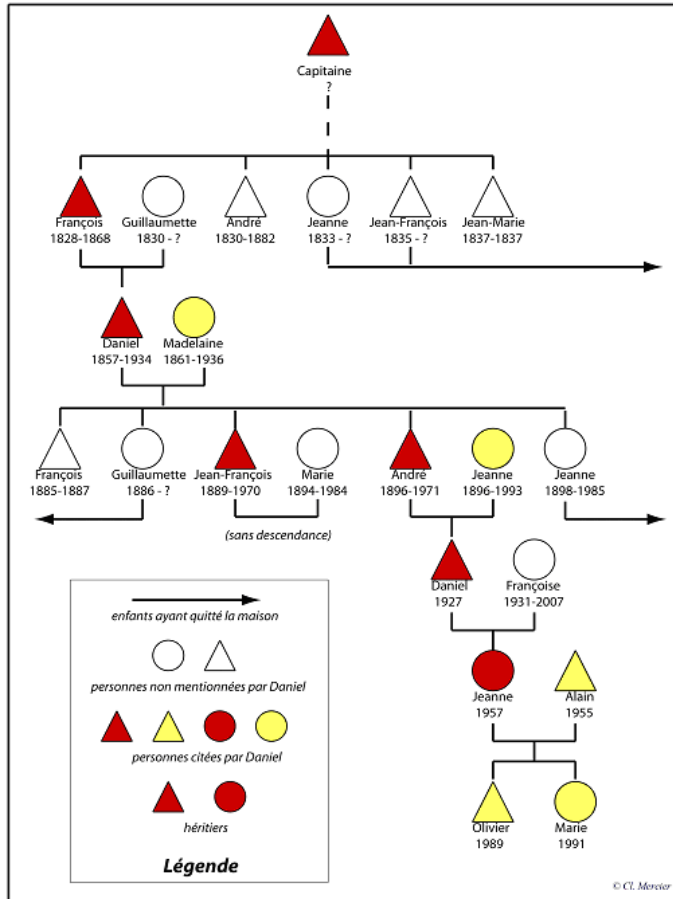 Capitaine
?
François Guillaumette André Jeanne Jean-François Jean-Marie
1828-1868 1830 - ? 1830-1882 1833 - ? 1835 - ? 1837-1837
Daniel Madelaine
1857-1934 1861-1936
François Guillaumette Jean-François Marie André Jeanne Jeanne
1885-1887 1886 - ? 1889-1970 1894-1984 1896-1971 1896-1993 1898-1985
(sans descendance)
Daniel Françoise
1927 1931-2007
Jeanne Alain
1957 1955
Olivier Marie
1989 1991
enfants ayant quitté la maison
personnes non mentionnées par Daniel
personnes citées par Daniel
héritiers
Légende
© Cl. Mercier